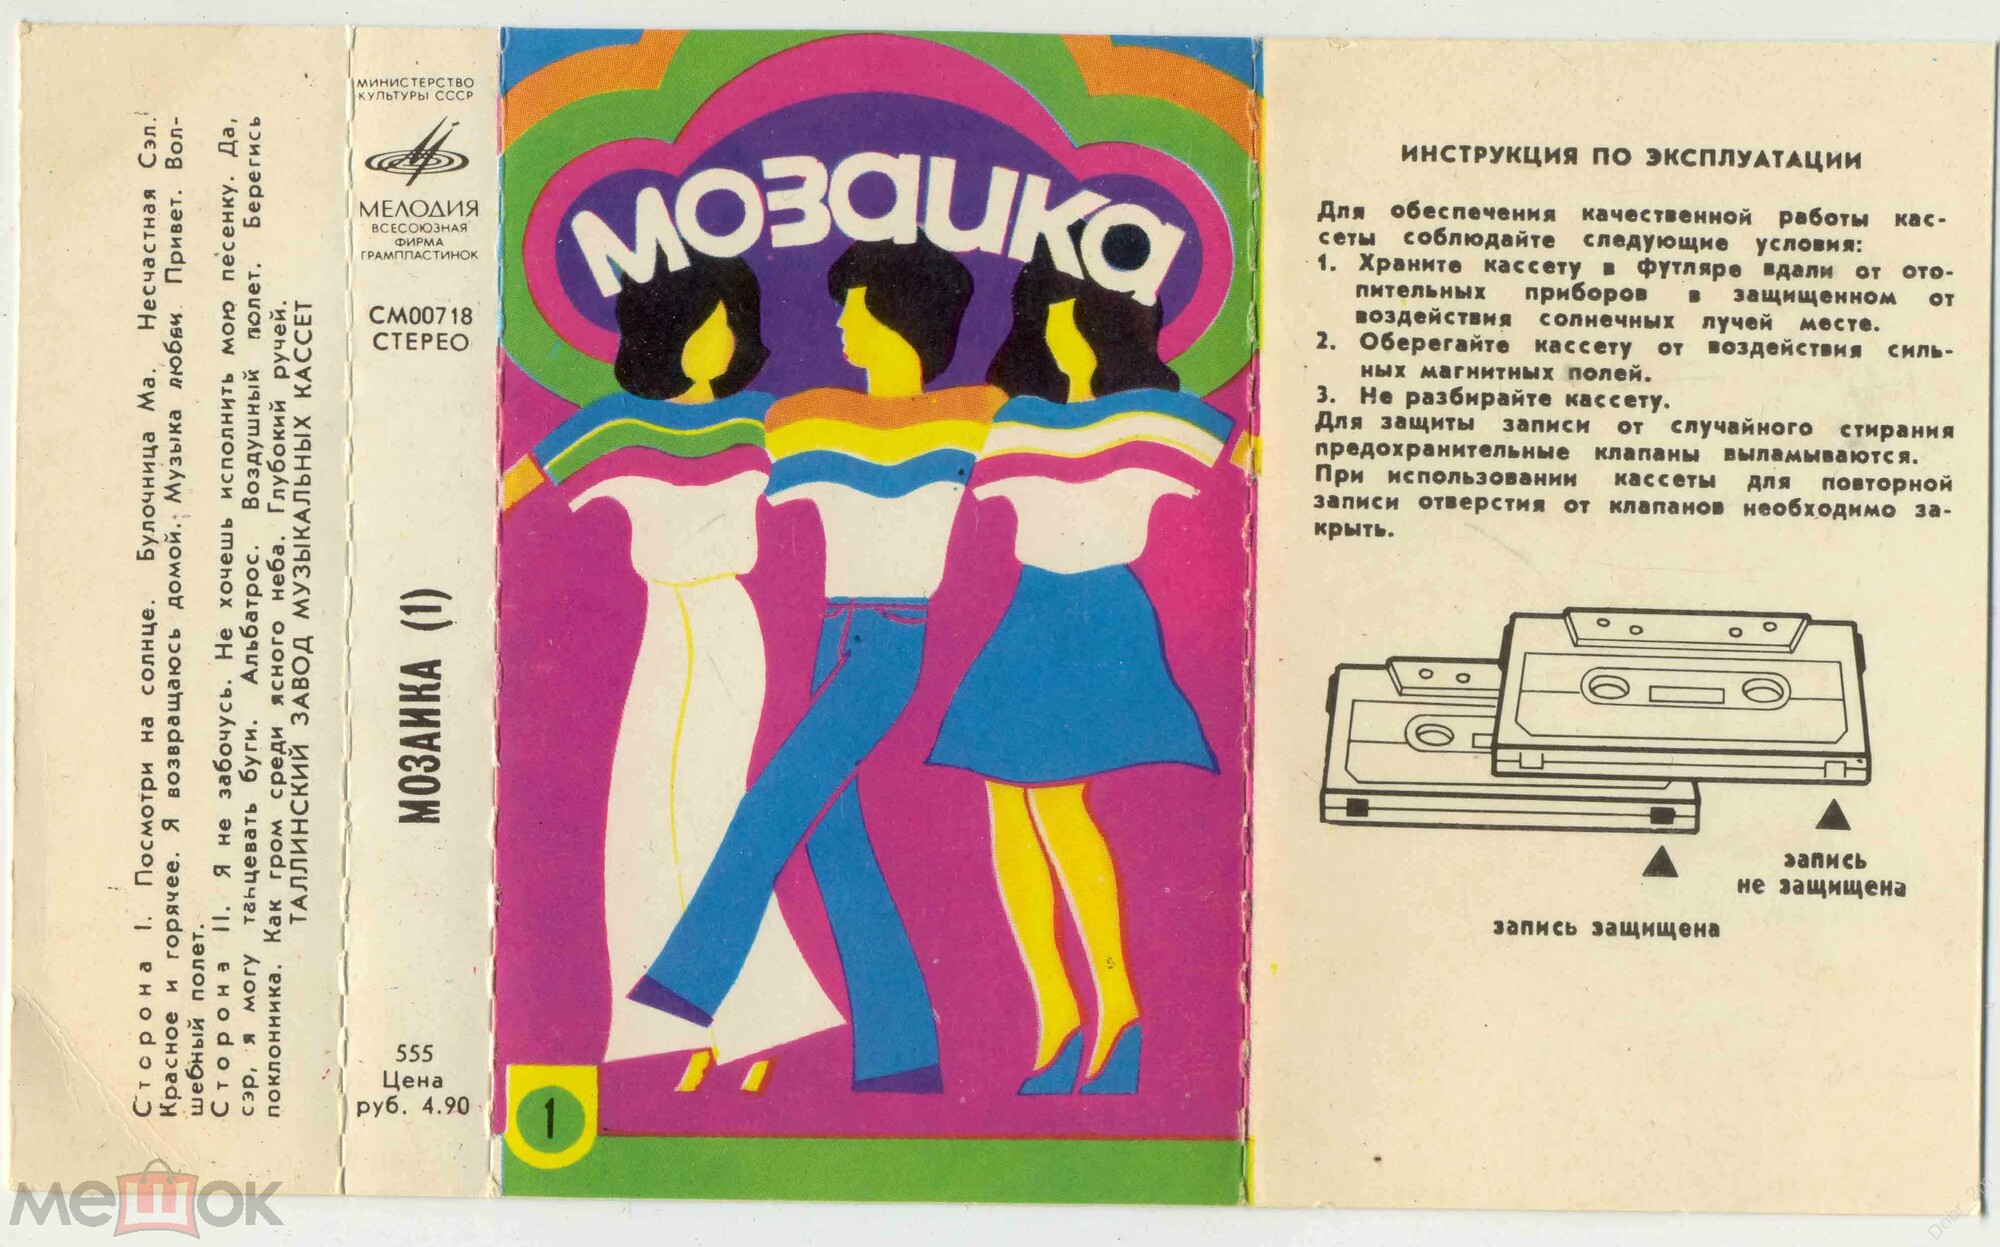 Сторона I. Посмотри на солнце. Булочница Ма. Несчастная Сэл.
Красное и горячее. Я возвращаюсь домой. Музыка любви. Привет. Вол-
шебный полет.
Сторона II. Я не забочусь. Не хочешь исполнить мою песенку. Да,
сэр, я могу танцевать буги. Альбатрос. Воздушный полет. Берегись
поклонника. Как гром среди ясного неба. Глубокий ручей.
ТАЛЛИНСКИЙ ЗАВОД МУЗЫКАЛЬНЫХ КАССЕТ
МИНИСТЕРСТВО
КУЛЬТУРЫ СССР
МЕЛОДИЯ
ВСЕСОЮЗНАЯ
ФИРМА
ГРАМПЛАСТИНОК
СМ00718
СТЕРЕО
МОЗАИКА (1)
555
Цена
руб. 4.90
мозаика
1
ИНСТРУКЦИЯ ПО ЭКСПЛУАТАЦИИ
Для обеспечения качественной работы кас-
сеты соблюдайте следующие условия:
1. Храните кассету в футляре вдали от ото-
пительных приборов в защищенном от
воздействия солнечных лучей месте.
2. Оберегайте кассету от воздействия силь-
ных магнитных полей.
3. Не разбирайте кассету.
Для защиты записи от случайного стирания
предохранительные клапаны выламываются.
При использовании кассеты для повторной
записи отверстия от клапанов необходимо за-
крыть.
запись
не защищена
запись защищена
мешок